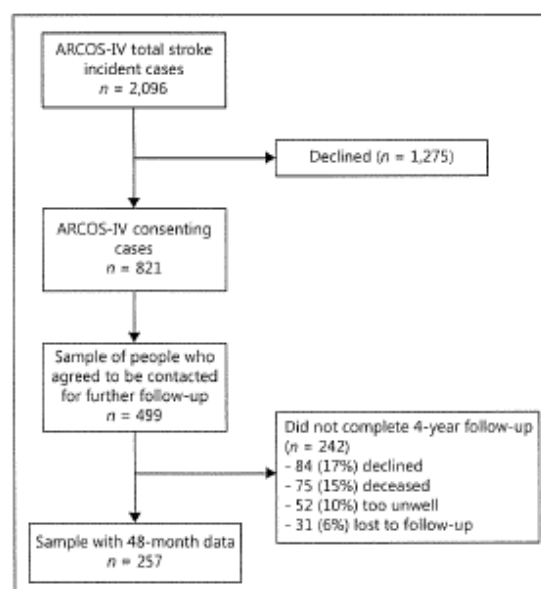 ARCOS-IV total stroke
incident cases
n = 2,096
Declined (n = 1,275)
ARCOS-IV consenting
cases
n = 821
Sample of people who
agreed to be contacted
for further follow-up
n = 499
Did not complete 4-year follow-up
(n = 242)
- 84 (17%) declined
- 75 (15%) deceased
- 52 (10%) too unwell
- 31 (6%) lost to follow-up
Sample with 48-month data
n = 257